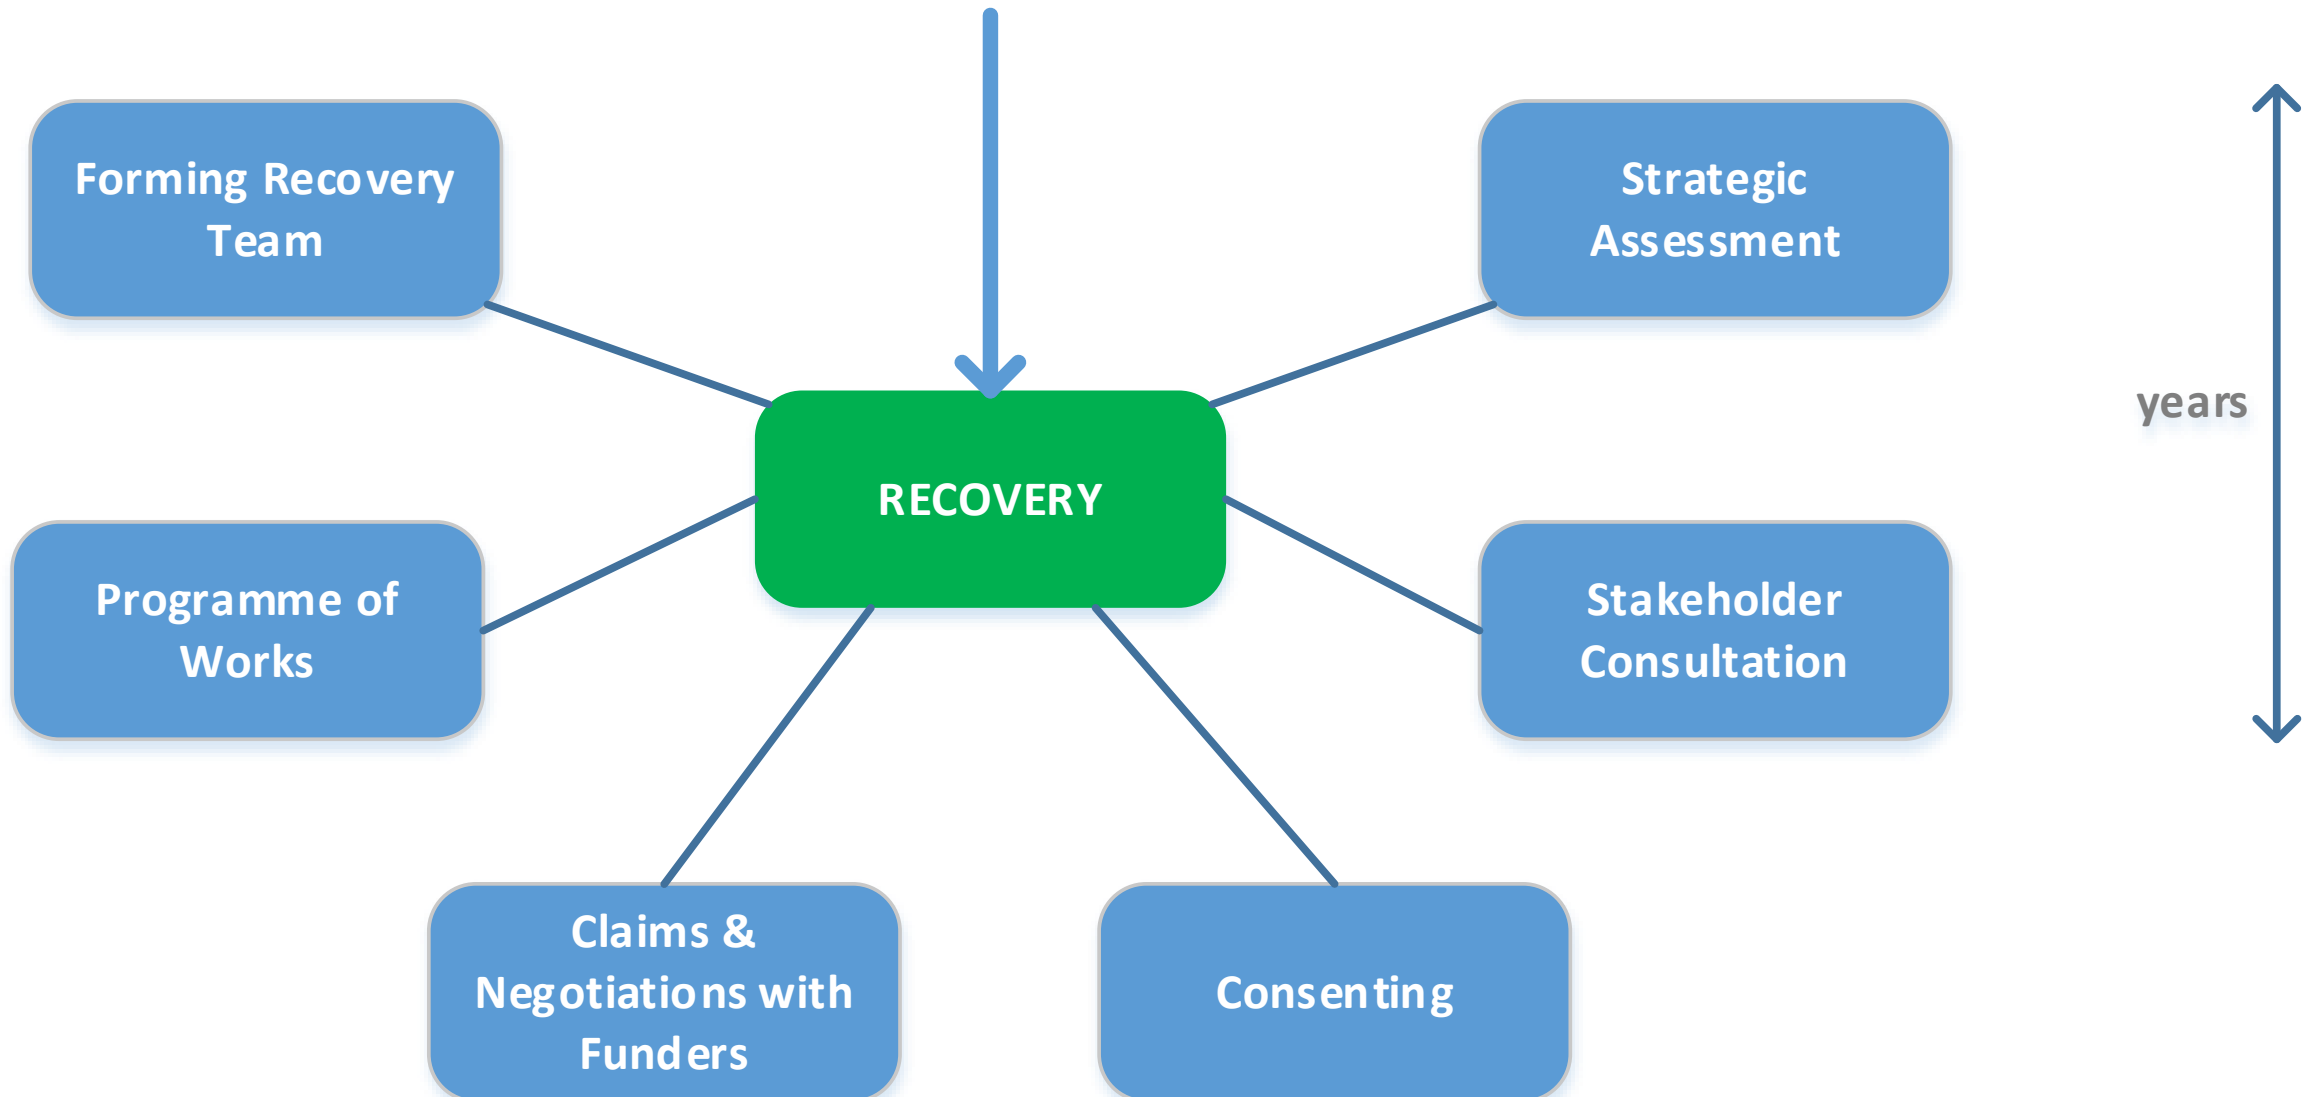 Forming Recovery
Team
Strategic
Assessment
years
RECOVERY
Programme of
Works
Stakeholder
Consultation
Claims &
Negotiations with
Funders
Consenting